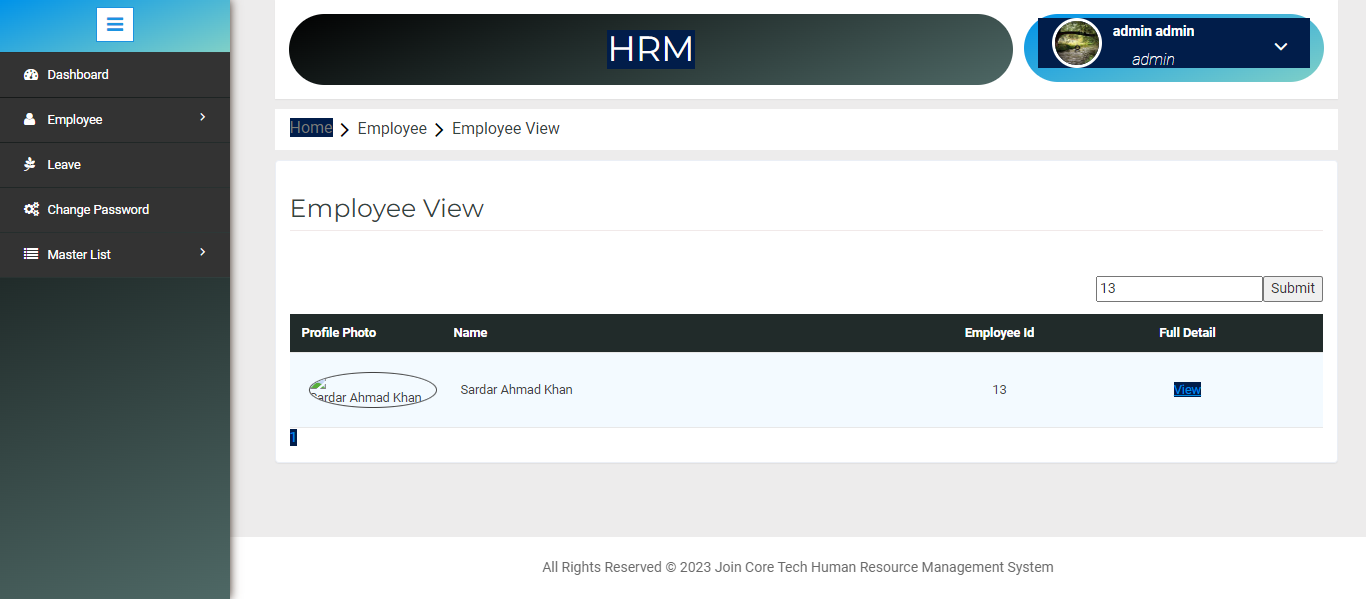 HRM
admin admin
admin
Dashboard
Employee
Leave
Change Password
Master List
Home Employee Employee View
Employee View
13 Submit
Profile Photo Name Employee Id Full Detail
Sardar Ahmad Khan Sardar Ahmad Khan 13 View
1
All Rights Reserved © 2023 Join Core Tech Human Resource Management System